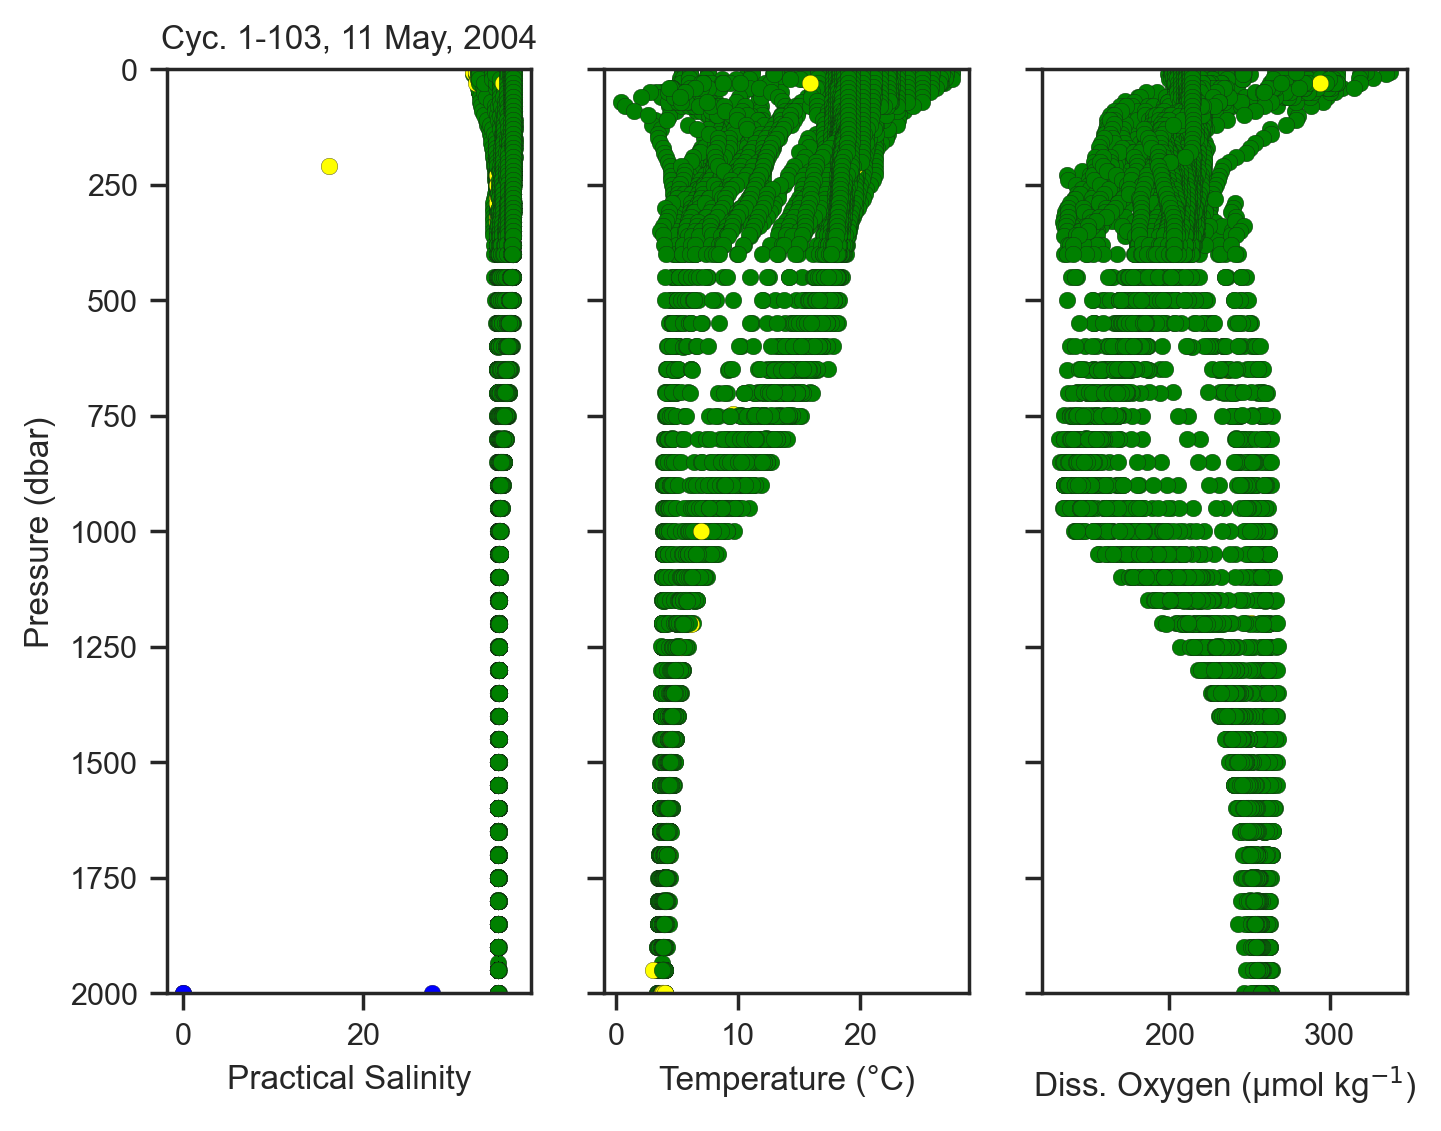 Cyc. 1-103, 11 May, 2004
0
250
500
750
1000
1250
1500
1750
2000
Pressure (dbar)
0 20
Practical Salinity
0 10 20
Temperature (°C)
200 300
Diss. Oxygen (µmol kg⁻¹)